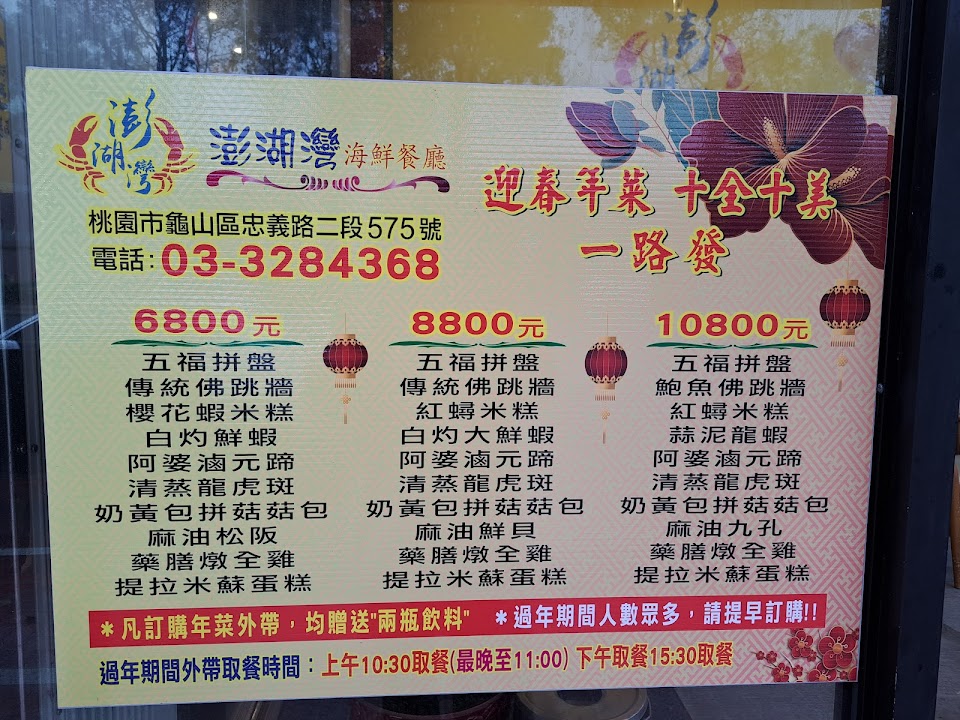 澎湖灣
澎湖灣海鮮餐廳
桃園市龜山區忠義路二段575號
電話:03-3284368
迎春年菜 十全十美
一路發
6800元
五福拼盤
傳統佛跳牆
櫻花蝦米糕
白灼鮮蝦
阿婆滷元蹄
清蒸龍虎斑
奶黃包拼菇菇包
麻油松阪
藥膳燉全雞
提拉米蘇蛋糕
8800元
五福拼盤
傳統佛跳牆
紅蟳米糕
白灼大鮮蝦
阿婆滷元蹄
清蒸龍虎斑
奶黃包拼菇菇包
麻油鮮貝
藥膳燉全雞
提拉米蘇蛋糕
10800元
五福拼盤
鮑魚佛跳牆
紅蟳米糕
蒜泥龍蝦
阿婆滷元蹄
清蒸龍虎斑
奶黃包拼菇菇包
麻油九孔
藥膳燉全雞
提拉米蘇蛋糕
*凡訂購年菜外帶，均贈送"兩瓶飲料" *過年期間人數眾多，請提早訂購!!
過年期間外帶取餐時間：上午10:30取餐(最晚至11:00) 下午取餐15:30取餐